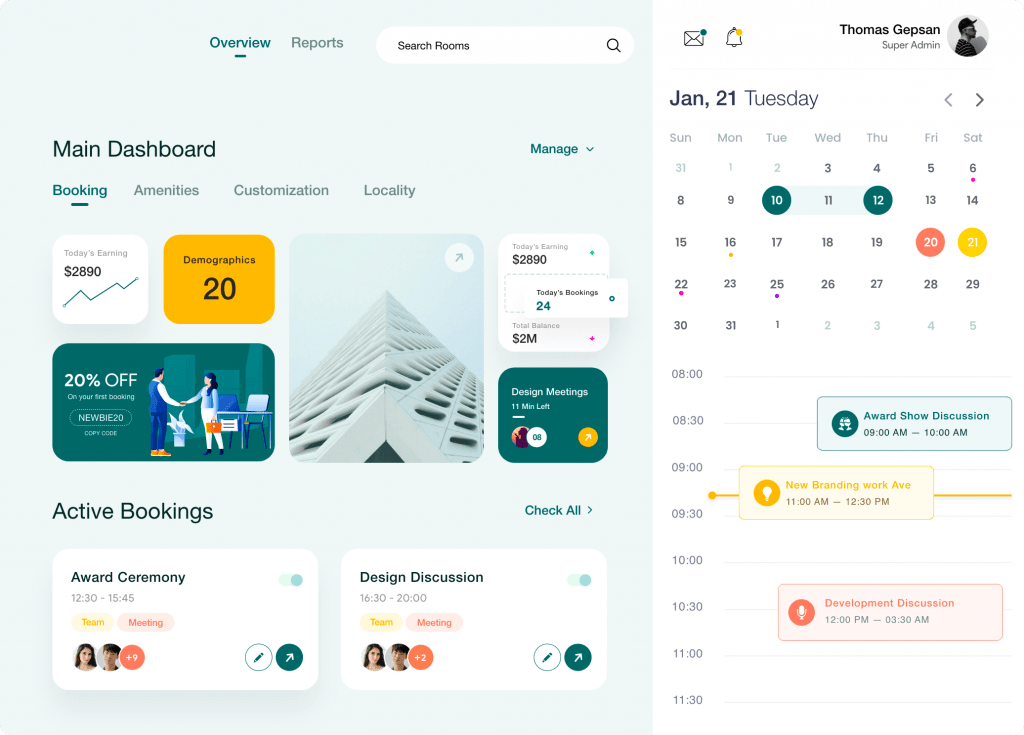 Overview Reports
Search Rooms
Main Dashboard
Manage
Booking Amenities Customization Locality
Today's Earning
$2890
Demographics
20
20% OFF
On your first booking
NEWBIE20
COPY CODE
Today's Earning
$2890
Today's Bookings
24
Total Balance
$2M
Design Meetings
11 Min Left
08
Active Bookings
Check All
Award Ceremony
12:30 - 15:45
Team Meeting
+9
Design Discussion
16:30 - 20:00
Team Meeting
+2
Thomas Gepsan
Super Admin
Jan, 21 Tuesday
Sun Mon Tue Wed Thu Fri Sat
31 1 2 3 4 5 6
8 9 10 11 12 13 14
15 16 17 18 19 20 21
22 23 25 26 27 28 29
30 31 1 2 3 4 5
08:00
08:30
Award Show Discussion
09:00 AM — 10:00 AM
09:00
New Branding work Ave
11:00 AM — 12:30 PM
09:30
10:00
10:30
Development Discussion
12:00 PM — 03:30 AM
11:00
11:30